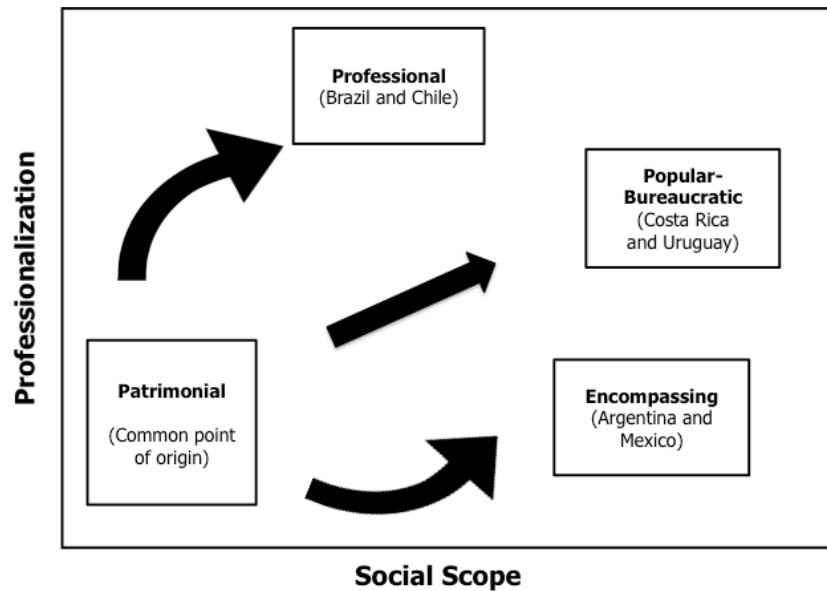 Professional
(Brazil and Chile)
Popular-
Bureaucratic
(Costa Rica
and Uruguay)
Professionalization
Patrimonial
(Common point
of origin)
Encompassing
(Argentina and
Mexico)
Social Scope